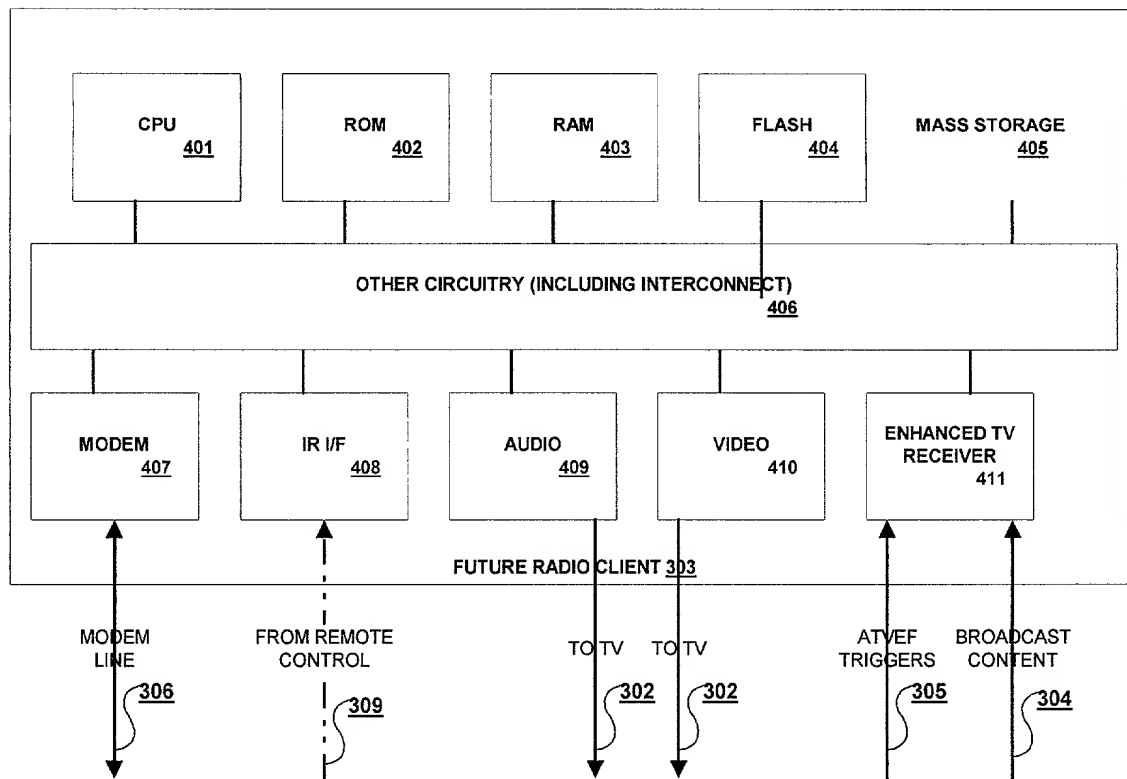 CPU
401
ROM
402
RAM
403
FLASH
404
MASS STORAGE
405
OTHER CIRCUITRY (INCLUDING INTERCONNECT)
406
MODEM
407
IR I/F
408
AUDIO
409
VIDEO
410
ENHANCED TV
RECEIVER
411
FUTURE RADIO CLIENT 303
MODEM
LINE
306
FROM REMOTE
CONTROL
309
TO TV
302
TO TV
302
ATVEF
TRIGGERS
305
BROADCAST
CONTENT
304